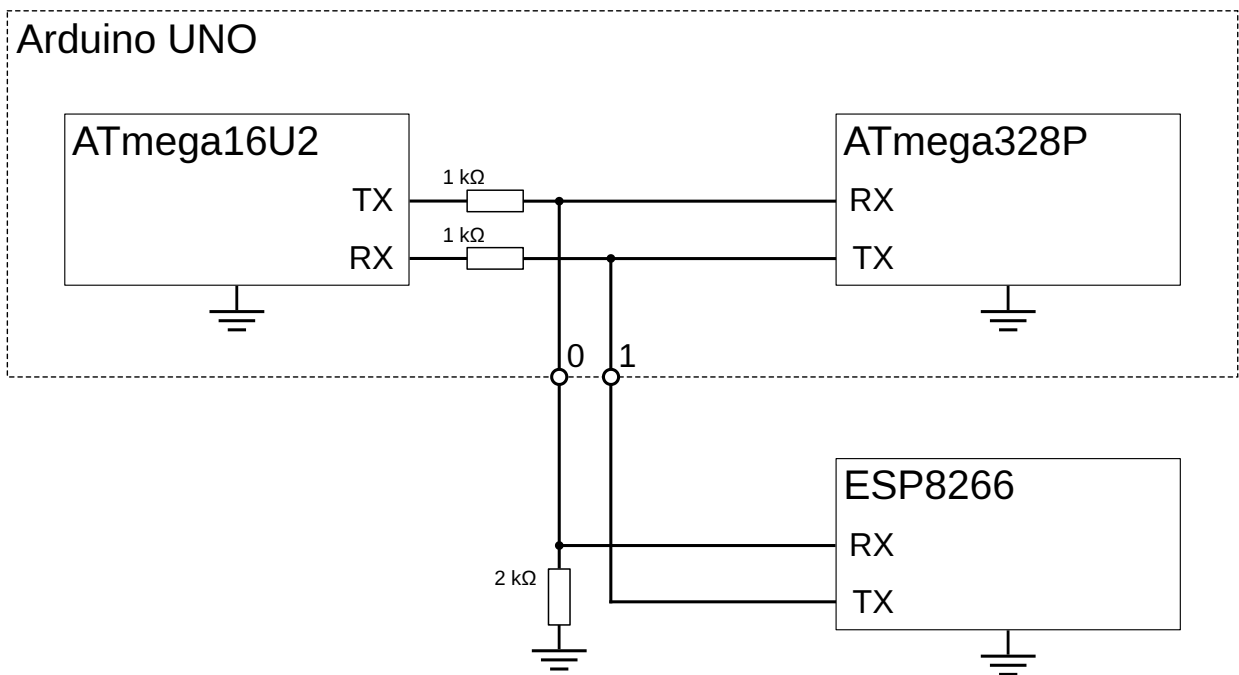 Arduino UNO
ATmega16U2
ATmega328P
1 kΩ
TX
RX
1 kΩ
RX
TX
0
1
ESP8266
RX
2 kΩ
TX